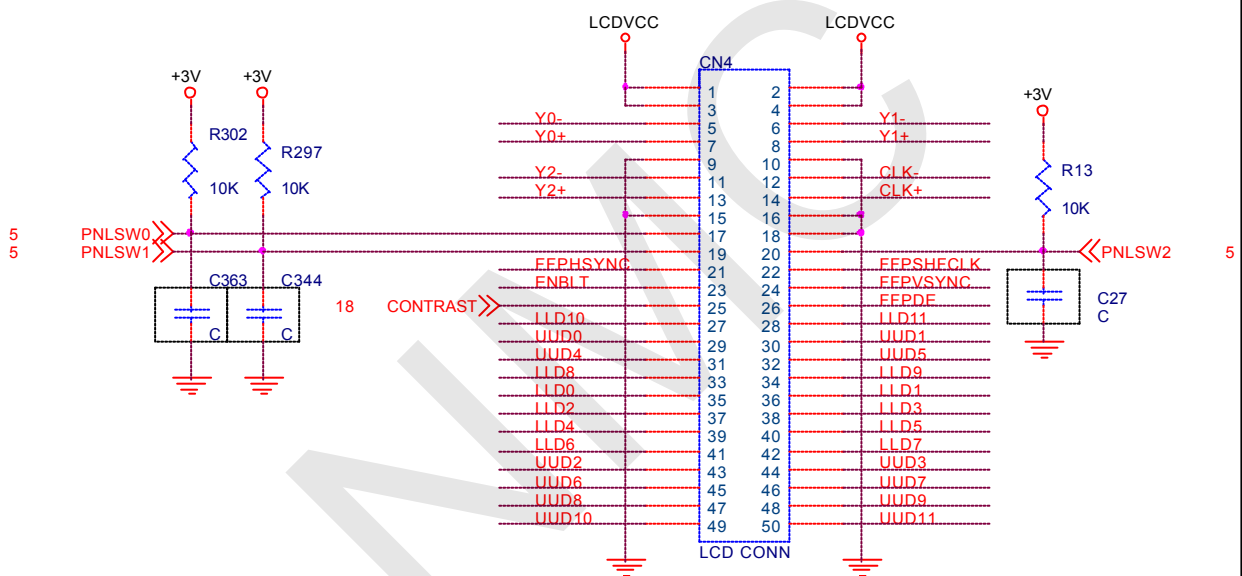 LCDVCC LCDVCC
CN4
+3V +3V +3V
1 2
3 4
Y0- 5 6 Y1-
Y0+ 7 8 Y1+
R302 R297 9 10 R13
Y2- 11 12 CLK-
10K 10K Y2+ 13 14 CLK+ 10K
15 16
5 PNLSW0 17 18
5 PNLSW1 19 20 PNLSW2 5
FFPHSYNC 21 22 FFPSHFCLK
C363 C344 ENBLT 23 24 FFPVSYNC C27
18 CONTRAST 25 26 FFPDE C
LLD10 27 28 LLD11
C C UUD0 29 30 UUD1
UUD4 31 32 UUD5
LLD8 33 34 LLD9
LLD0 35 36 LLD1
LLD2 37 38 LLD3
LLD4 39 40 LLD5
LLD6 41 42 LLD7
UUD2 43 44 UUD3
UUD6 45 46 UUD7
UUD8 47 48 UUD9
UUD10 49 50 UUD11
LCD CONN